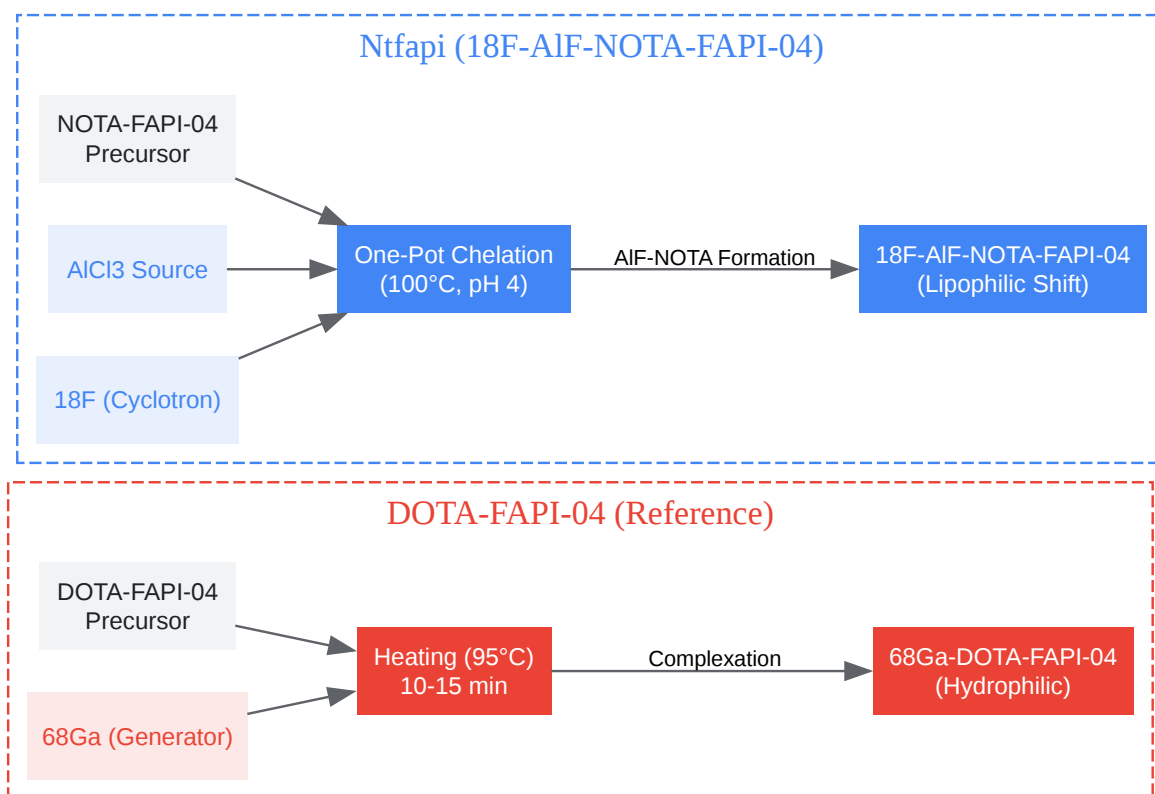 Ntfapi (18F-AlF-NOTA-FAPI-04)
NOTA-FAPI-04
Precursor
AlCl3 Source
18F (Cyclotron)
One-Pot Chelation
(100°C, pH 4)
AlF-NOTA Formation
18F-AlF-NOTA-FAPI-04
(Lipophilic Shift)
DOTA-FAPI-04 (Reference)
DOTA-FAPI-04
Precursor
68Ga (Generator)
Heating (95°C)
10-15 min
Complexation
68Ga-DOTA-FAPI-04
(Hydrophilic)